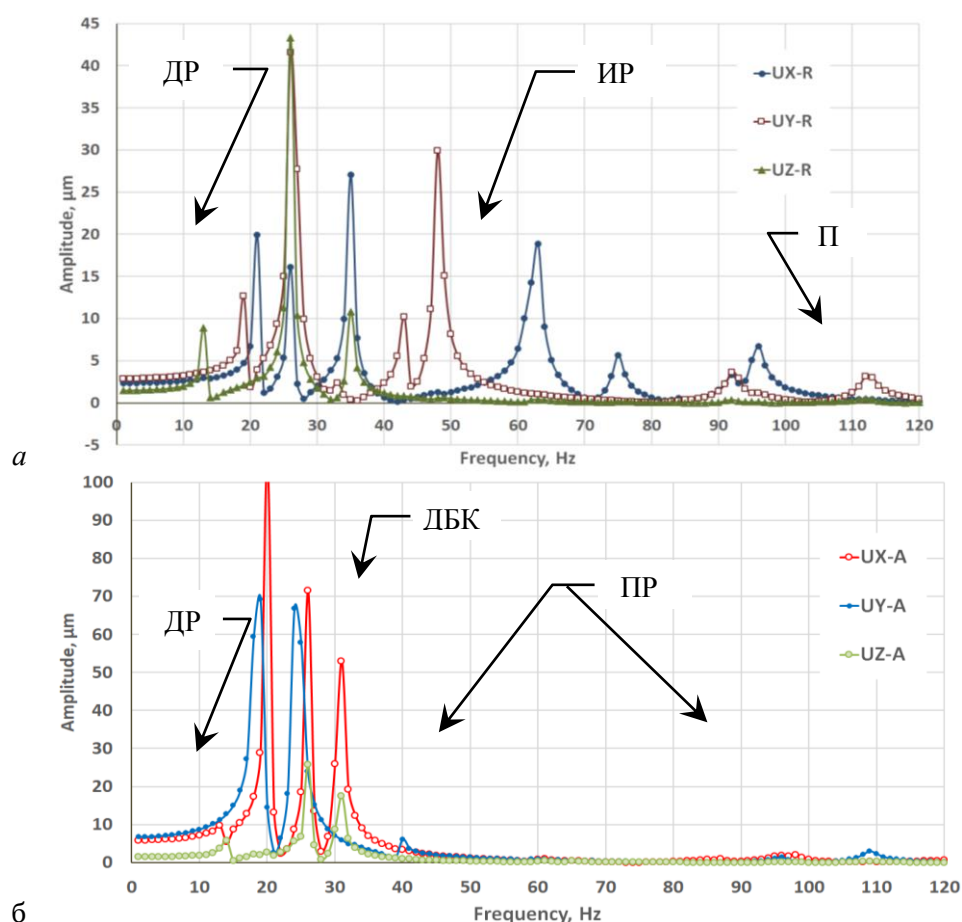 45
40
35
30
25
20
15
10
5
0
-5
Amplitude, µm
ДР
ИР
П
UX-R
UY-R
UZ-R
0 10 20 30 40 50 60 70 80 90 100 110 120
Frequency, Hz
а
100
90
80
70
60
50
40
30
20
10
0
Amplitude, µm
ДБК
ДР
ПР
UX-A
UY-A
UZ-A
0 10 20 30 40 50 60 70 80 90 100 110 120
Frequency, Hz
б